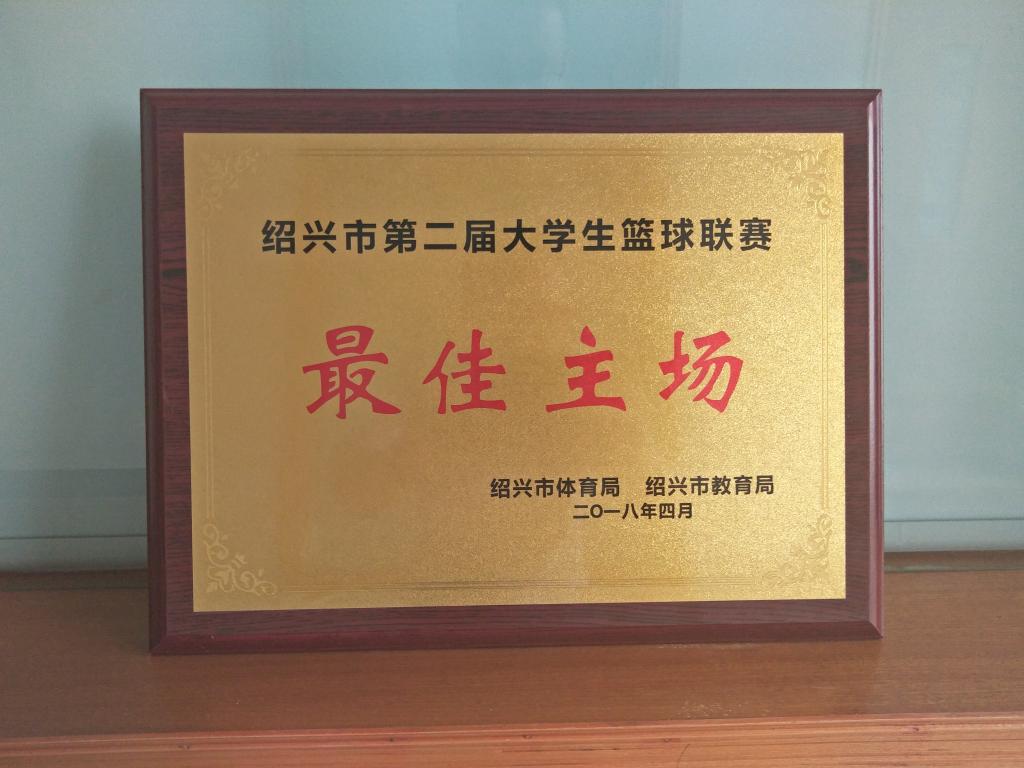 绍兴市第二届大学生篮球联赛
最佳主场
绍兴市体育局 绍兴市教育局
二O一八年四月